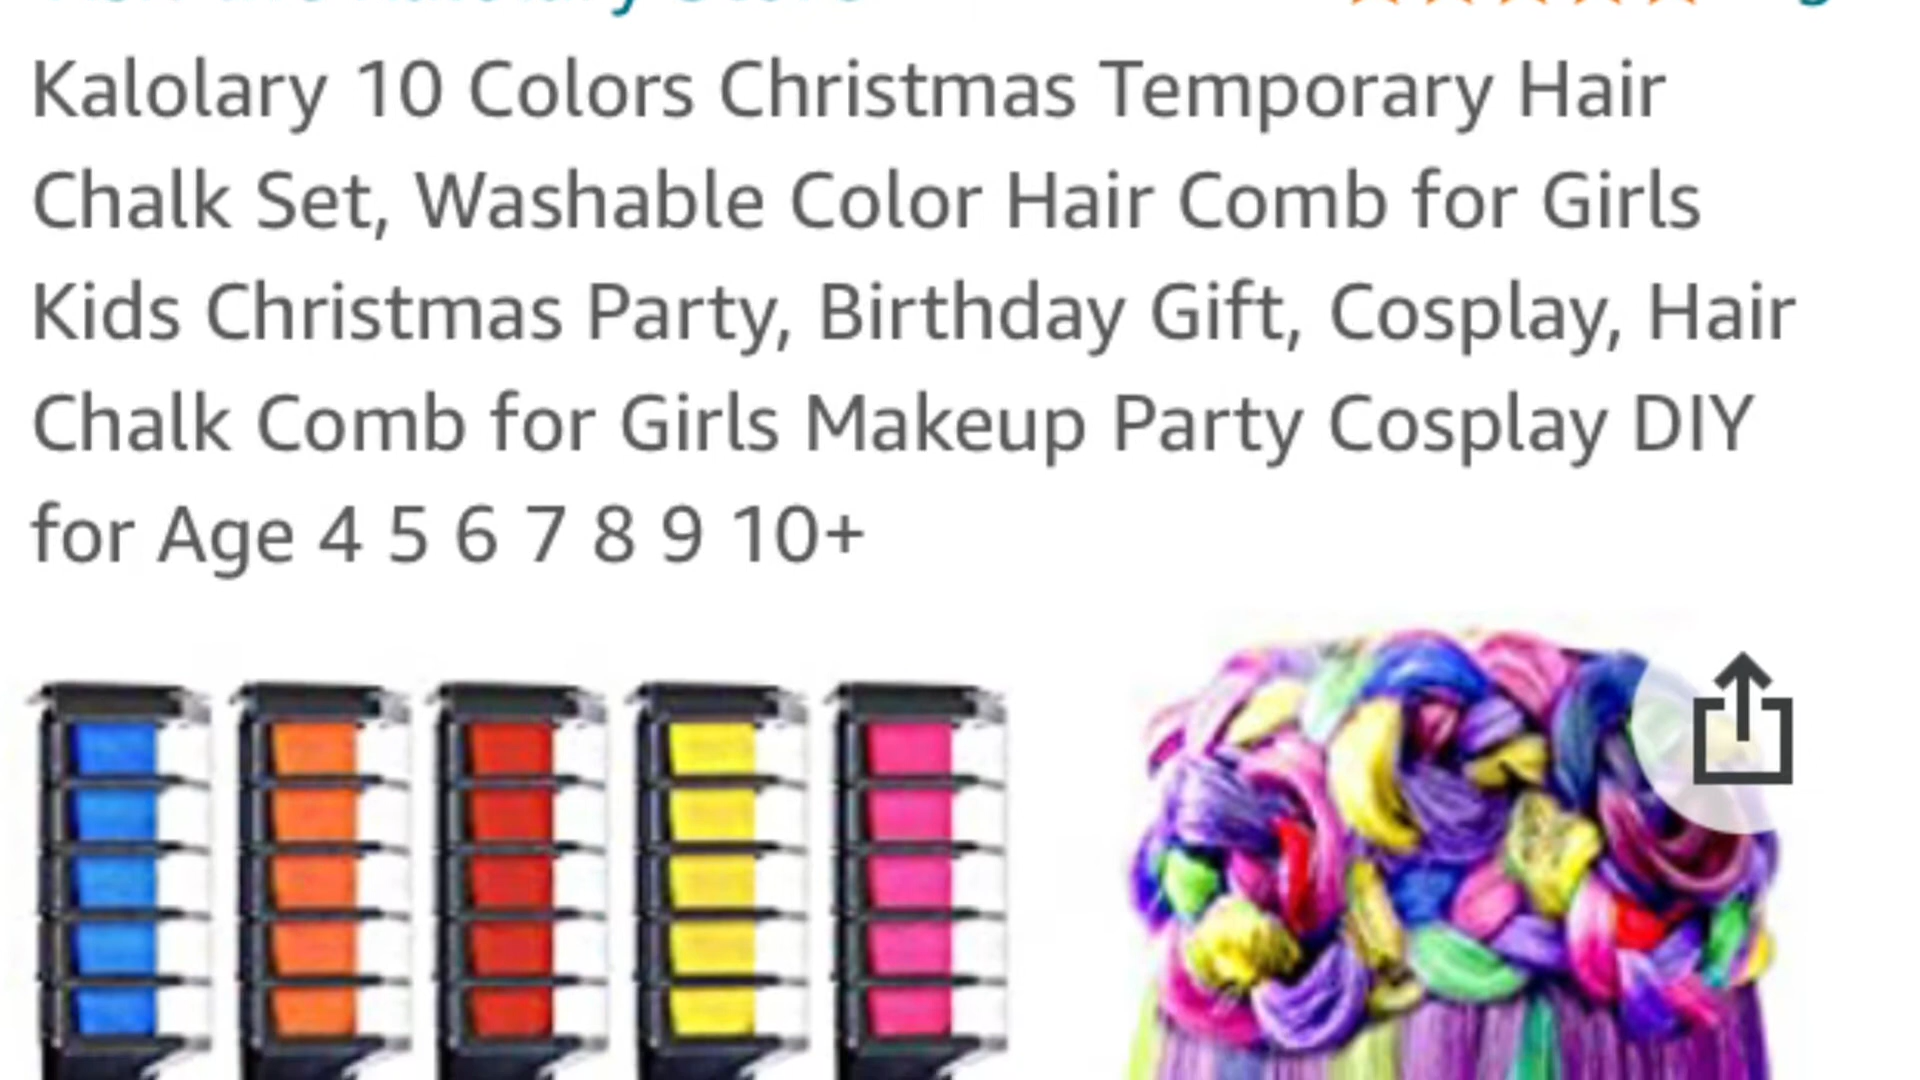 Kalolary 10 Colors Christmas Temporary Hair
Chalk Set, Washable Color Hair Comb for Girls
Kids Christmas Party, Birthday Gift, Cosplay, Hair
Chalk Comb for Girls Makeup Party Cosplay DIY
for Age 4 5 6 7 8 9 10+